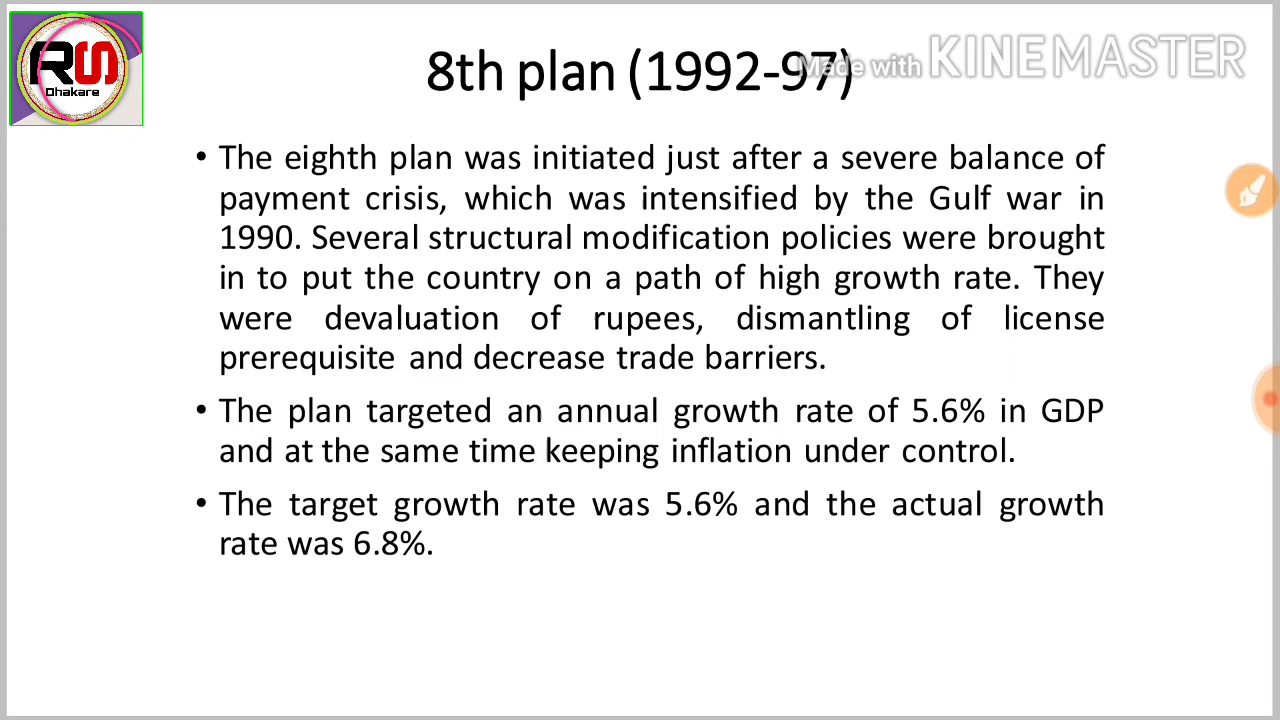 RS
Dhakare
8th plan (1992-97)
Made with KINEMASTER
• The eighth plan was initiated just after a severe balance of
payment crisis, which was intensified by the Gulf war in
1990. Several structural modification policies were brought
in to put the country on a path of high growth rate. They
were devaluation of rupees, dismantling of license
prerequisite and decrease trade barriers.
• The plan targeted an annual growth rate of 5.6% in GDP
and at the same time keeping inflation under control.
• The target growth rate was 5.6% and the actual growth
rate was 6.8%.